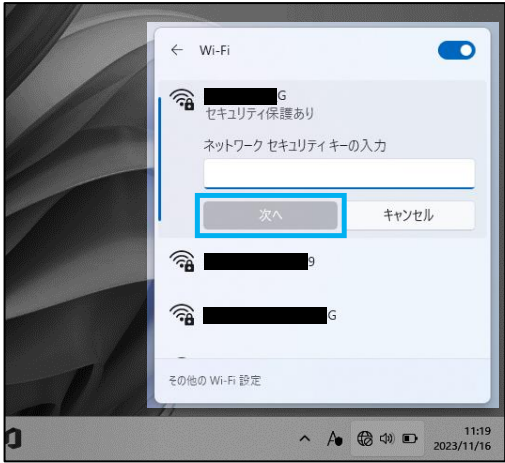 Wi-Fi
G
セキュリティ保護あり
ネットワーク セキュリティ キーの入力
次へ
キャンセル
9
G
その他の Wi-Fi 設定
A
11:19
2023/11/16